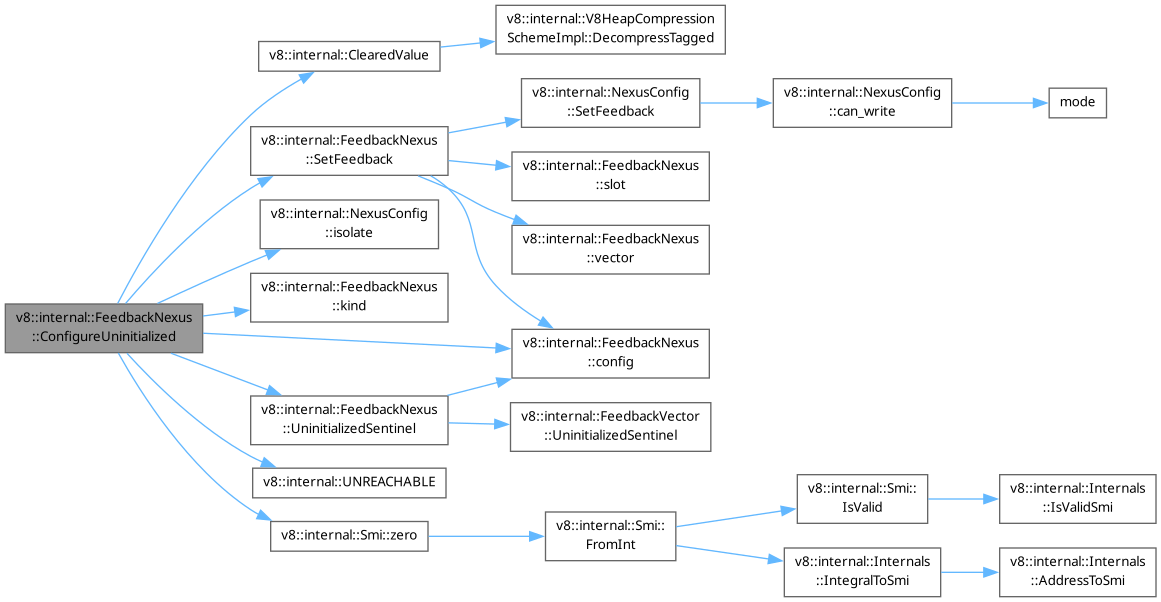 v8::internal::FeedbackNexus
::ConfigureUninitialized
v8::internal::ClearedValue
v8::internal::V8HeapCompression
SchemeImpl::DecompressTagged
v8::internal::FeedbackNexus
::SetFeedback
v8::internal::NexusConfig
::SetFeedback
v8::internal::NexusConfig
::can_write
mode
v8::internal::FeedbackNexus
::slot
v8::internal::FeedbackNexus
::vector
v8::internal::NexusConfig
::isolate
v8::internal::FeedbackNexus
::kind
v8::internal::FeedbackNexus
::config
v8::internal::FeedbackNexus
::UninitializedSentinel
v8::internal::FeedbackVector
::UninitializedSentinel
v8::internal::UNREACHABLE
v8::internal::Smi::zero
v8::internal::Smi::
FromInt
v8::internal::Smi::
IsValid
v8::internal::Internals
::IsValidSmi
v8::internal::Internals
::IntegralToSmi
v8::internal::Internals
::AddressToSmi